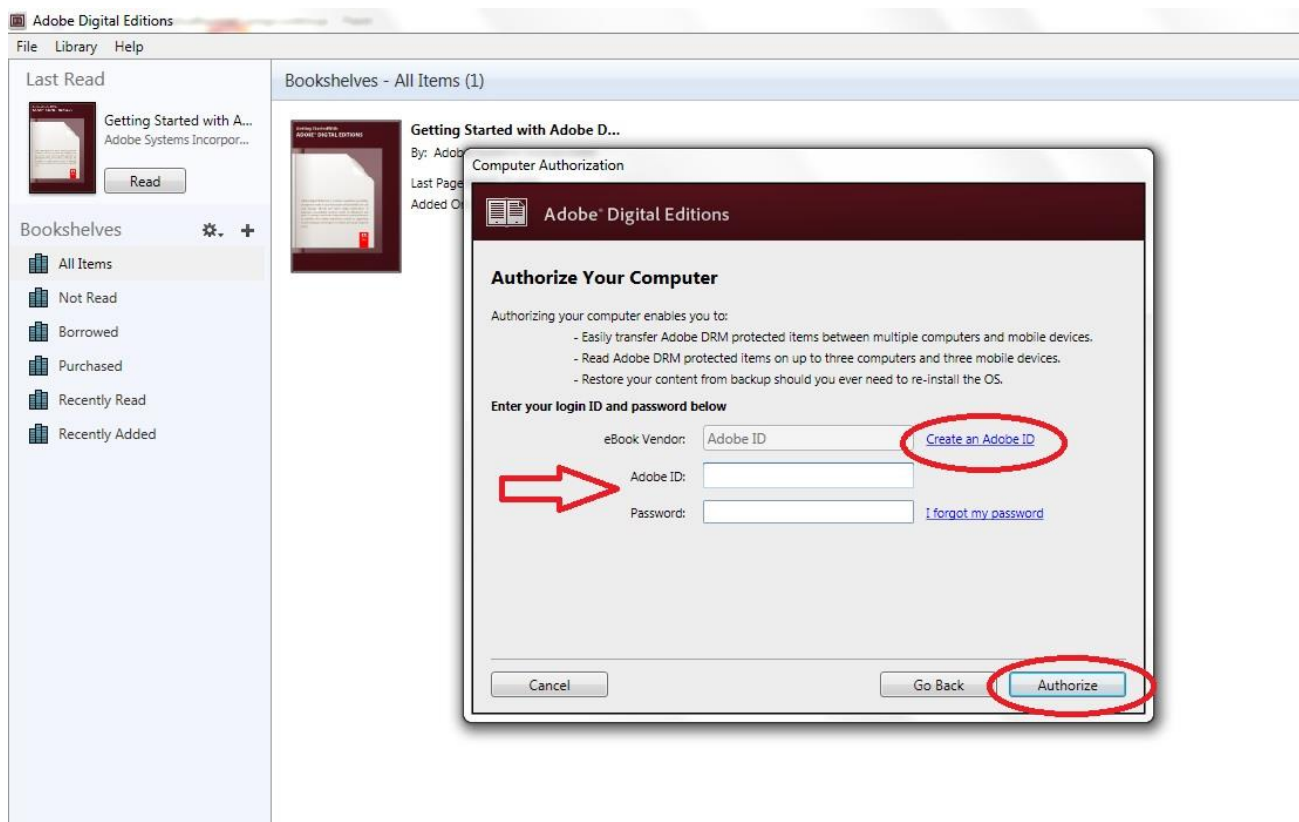 Adobe Digital Editions
File Library Help
Last Read
Getting Started with A...
Adobe Systems Incorpor...
Read
Bookshelves
All Items
Not Read
Borrowed
Purchased
Recently Read
Recently Added
Bookshelves - All Items (1)
ADOBE® DIGITAL EDITIONS
Getting Started with Adobe D...
By: Adob
Last Page
Added O
Computer Authorization
Adobe® Digital Editions
Authorize Your Computer
Authorizing your computer enables you to:
- Easily transfer Adobe DRM protected items between multiple computers and mobile devices.
- Read Adobe DRM protected items on up to three computers and three mobile devices.
- Restore your content from backup should you ever need to re-install the OS.
Enter your login ID and password below
eBook Vendor: Adobe ID Create an Adobe ID
Adobe ID:
Password: I forgot my password
Cancel Go Back Authorize